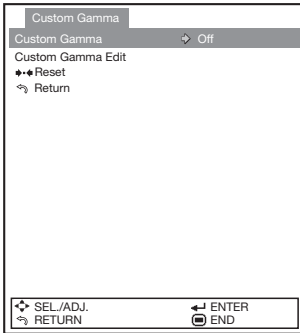 Custom Gamma
Custom Gamma Off
Custom Gamma Edit
Reset
Return
SEL./ADJ. ENTER
RETURN END